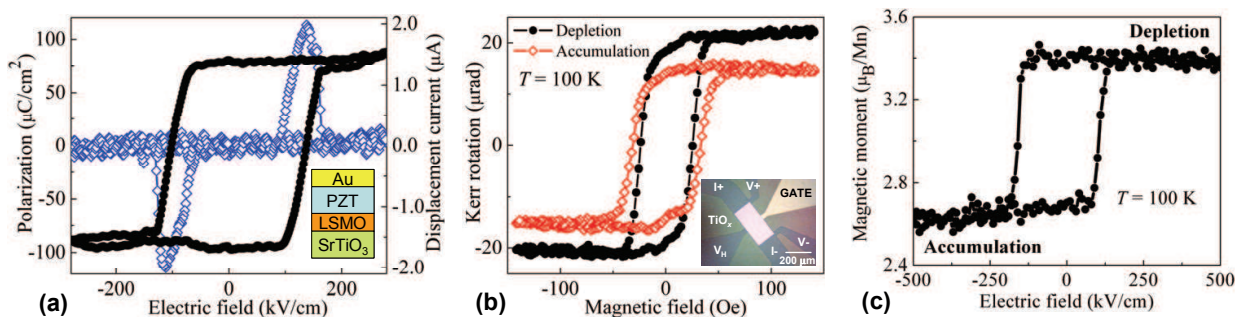 100
50
0
-50
-100
Polarization (μC/cm²)
-200
0
200
Electric field (kV/cm)
2.0
1.0
0.0
-1.0
-2.0
Displacement current (μA)
Au
PZT
LSMO
SrTiO₃
(a)
20
10
0
-10
-20
Kerr rotation (μrad)
Depletion
Accumulation
T = 100 K
I+
V+
GATE
TiOₓ
V_H
I-
V-
200 μm
-100
0
100
Magnetic field (Oe)
(b)
3.6
3.2
2.8
2.4
Magnetic moment (μ_B/Mn)
Depletion
T = 100 K
Accumulation
-500
-250
0
250
500
Electric field (kV/cm)
(c)